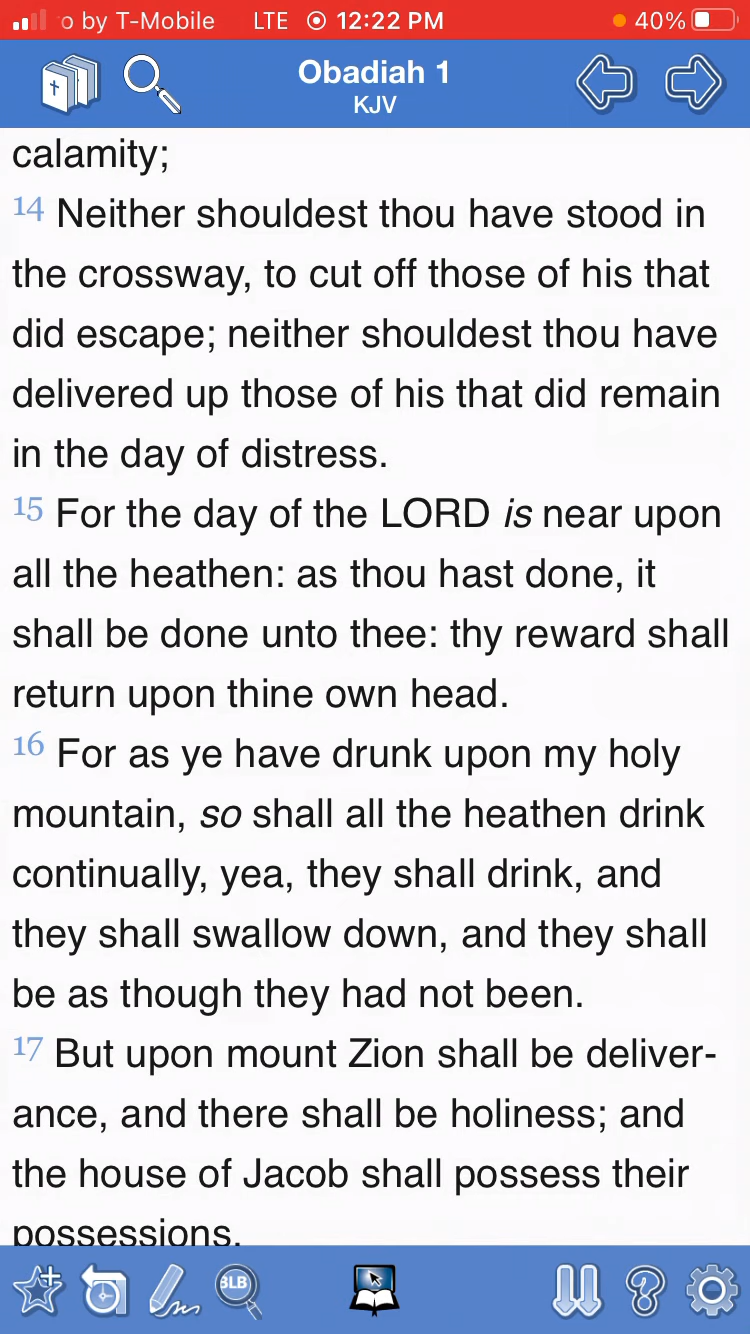 o by T-Mobile LTE 12:22 PM 40%
Obadiah 1
KJV
calamity;
14 Neither shouldest thou have stood in
the crossway, to cut off those of his that
did escape; neither shouldest thou have
delivered up those of his that did remain
in the day of distress.
15 For the day of the LORD is near upon
all the heathen: as thou hast done, it
shall be done unto thee: thy reward shall
return upon thine own head.
16 For as ye have drunk upon my holy
mountain, so shall all the heathen drink
continually, yea, they shall drink, and
they shall swallow down, and they shall
be as though they had not been.
17 But upon mount Zion shall be deliver-
ance, and there shall be holiness; and
the house of Jacob shall possess their
possessions.
BLB